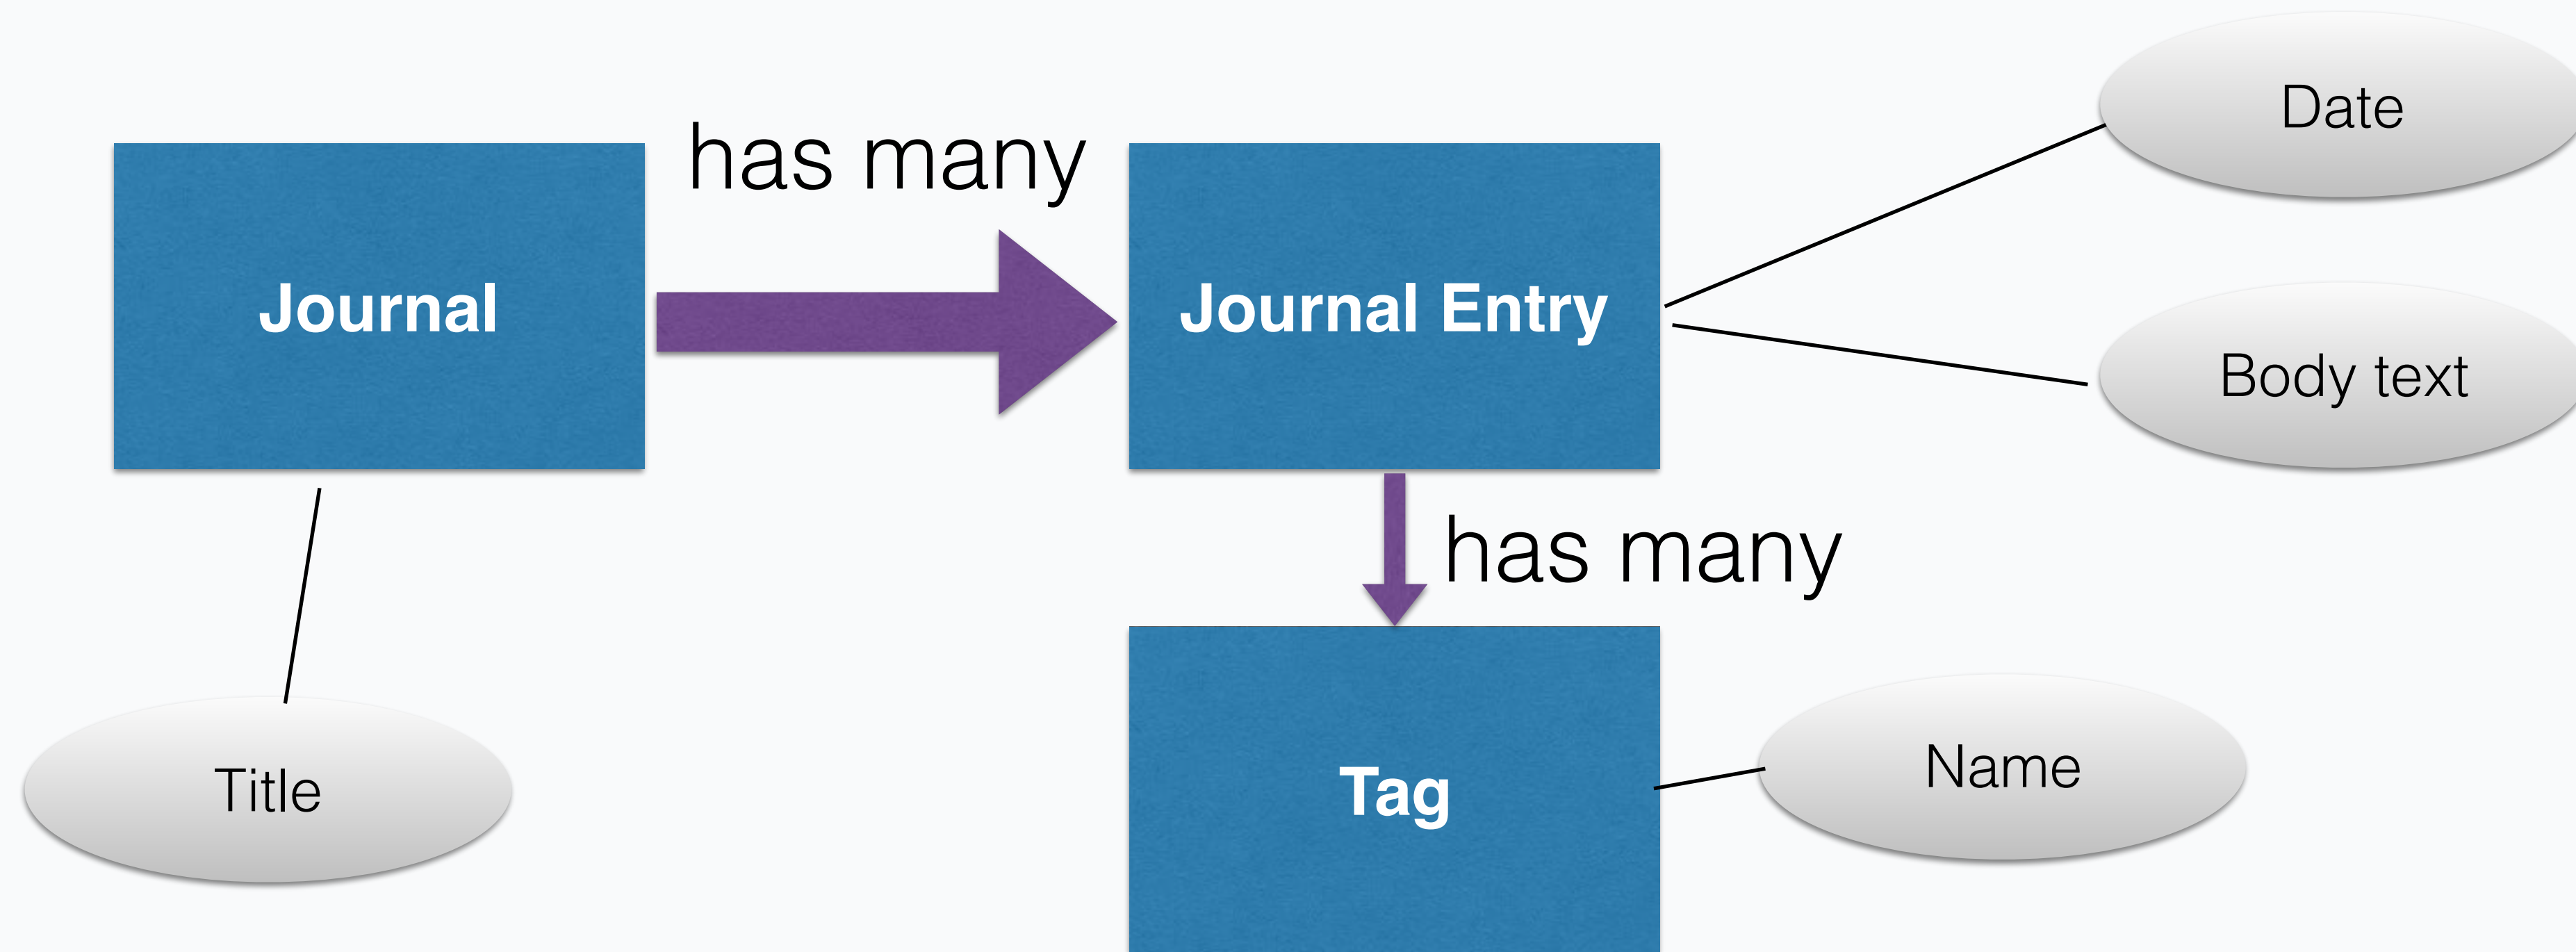 has many
Date
Journal
Journal Entry
Body text
has many
Title
Tag
Name